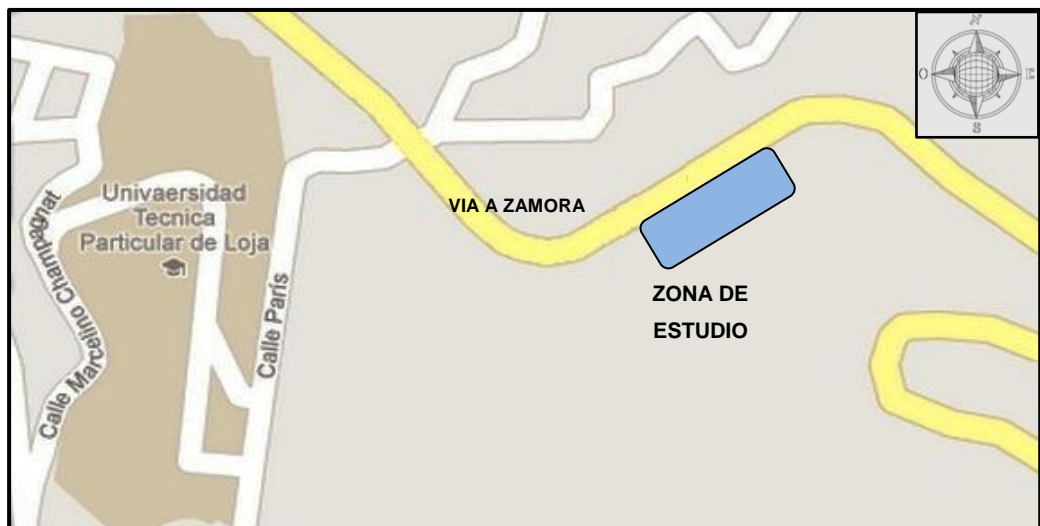 N
O
E
S
Univaersidad
Tecnica
Particular de Loja
VIA A ZAMORA
Calle Marcelino Champagnat
Calle París
ZONA DE
ESTUDIO